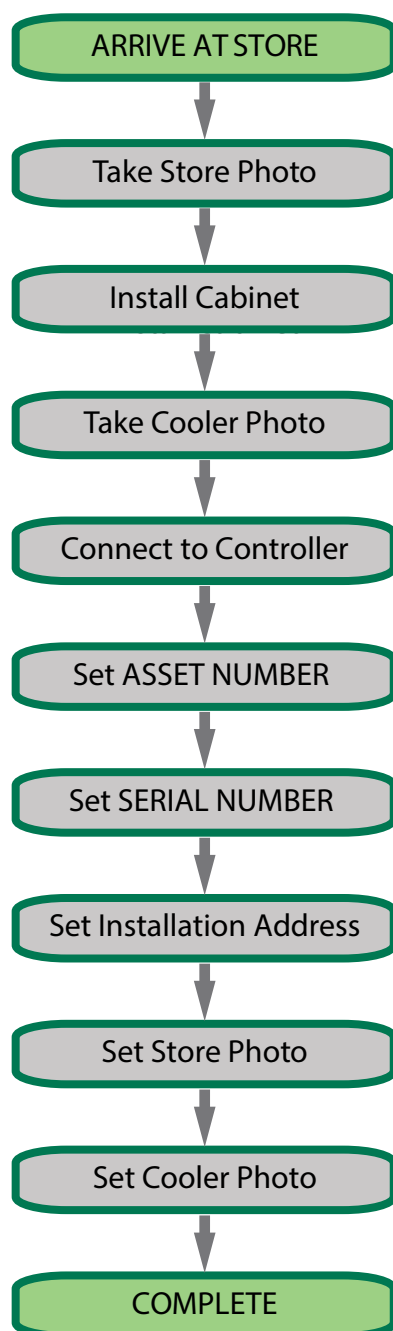 ARRIVE AT STORE
Take Store Photo
Install Cabinet
Take Cooler Photo
Connect to Controller
Set ASSET NUMBER
Set SERIAL NUMBER
Set Installation Address
Set Store Photo
Set Cooler Photo
COMPLETE